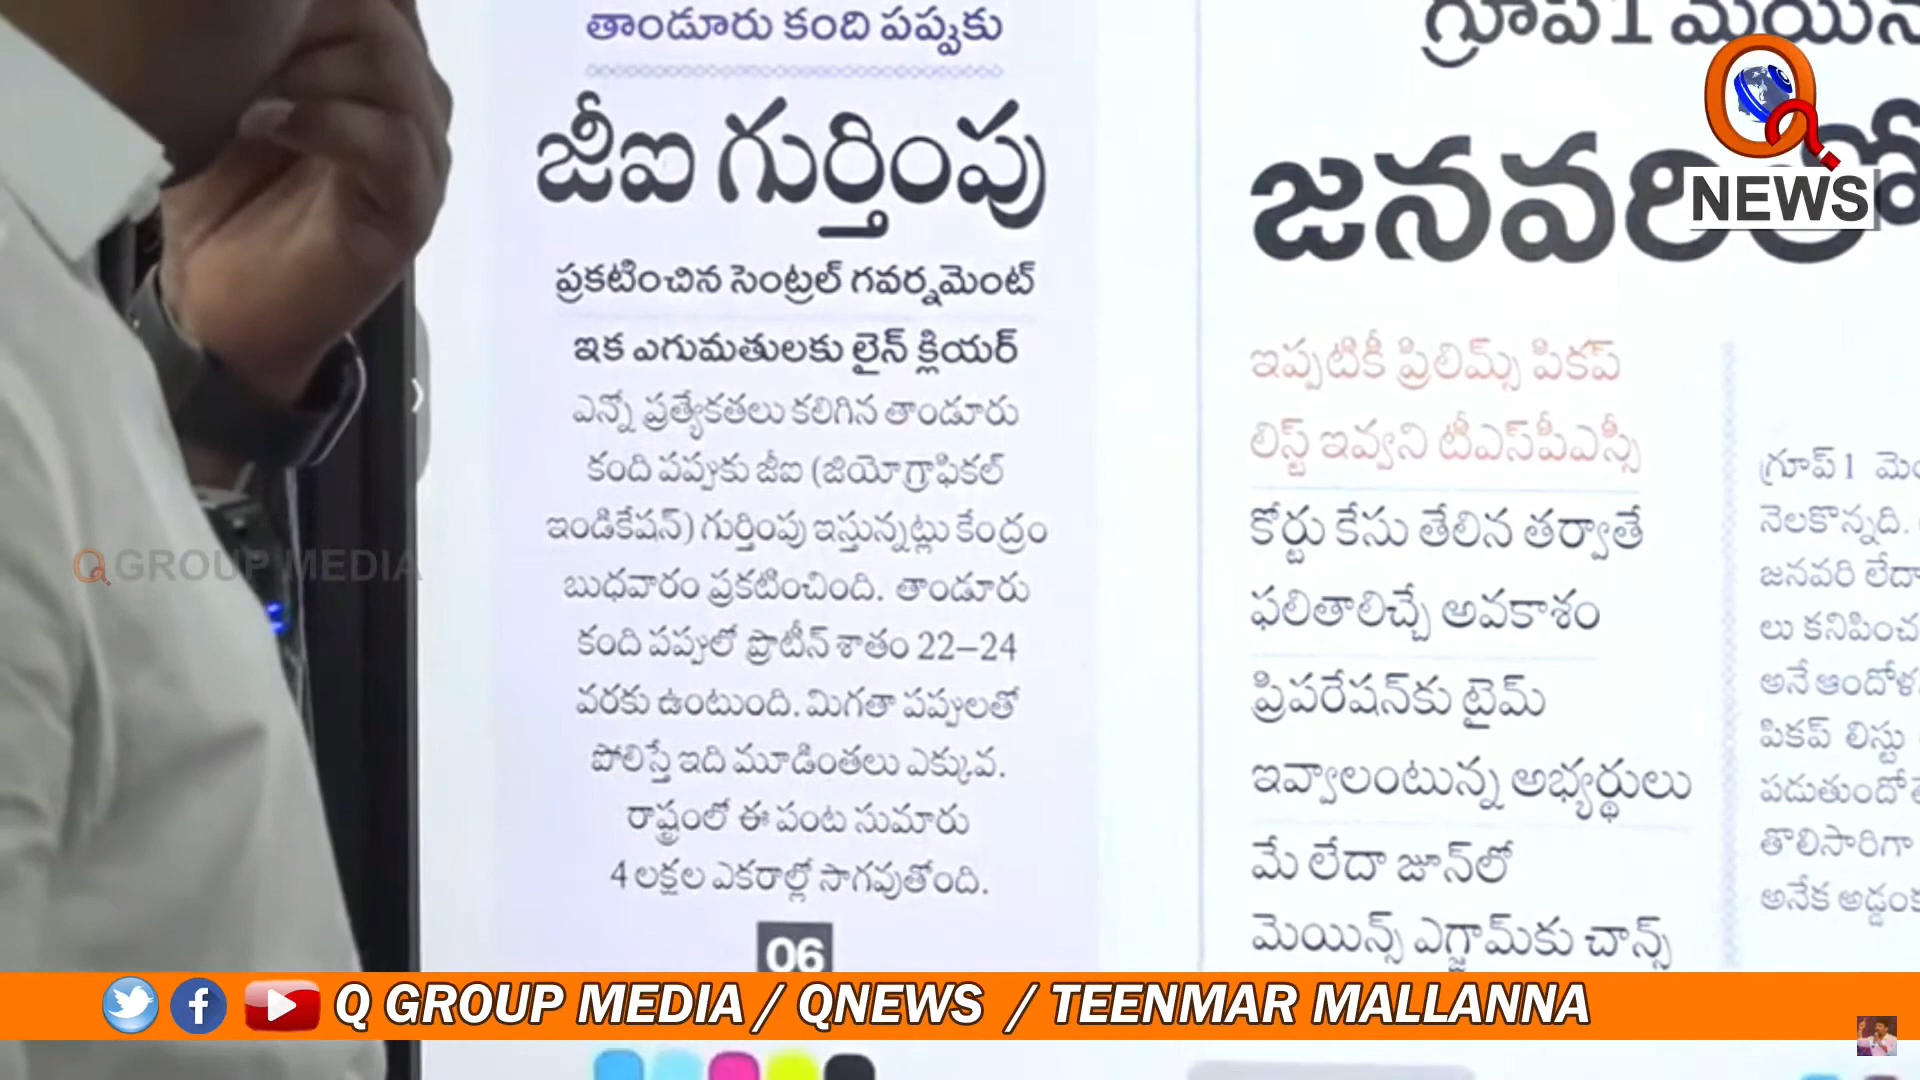 తాండూరు కంది పప్పుకు
జీఐ గుర్తింపు
ప్రకటించిన సెంట్రల్ గవర్నమెంట్
ఇక ఎగుమతులకు లైన్ క్లియర్
ఎన్నో ప్రత్యేకతలు కలిగిన తాండూరు
కంది పప్పుకు జీఐ (జియోగ్రాఫికల్
ఇండికేషన్) గుర్తింపు ఇస్తున్నట్లు కేంద్రం
బుధవారం ప్రకటించింది. తాండూరు
కంది పప్పులో ప్రొటీన్ శాతం 22–24
వరకు ఉంటుంది. మిగతా పప్పులతో
పోలిస్తే ఇది మూడింతలు ఎక్కువ.
రాష్ట్రంలో ఈ పంట సుమారు
4 లక్షల ఎకరాల్లో సాగవుతోంది.
06
గ్రూప్ 1
జనవరిలో
ఇప్పటికీ ప్రిలిమ్స్ పికప్
లిస్ట్ ఇవ్వని టీఎస్‌పీఎస్సీ
కోర్టు కేసు తేలిన తర్వాతే
ఫలితాలిచ్చే అవకాశం
ప్రిపరేషన్‌కు టైమ్
ఇవ్వాలంటున్న అభ్యర్థులు
మే లేదా జూన్‌లో
మెయిన్స్ ఎగ్జామ్‌కు చాన్స్
గ్రూప్ 1
నెలకొన్నది.
జనవరి లేదా
లు
అనే
పికప్ లిస్టు
తొలిసారిగా
అనేక
Q NEWS
Q GROUP MEDIA
Q GROUP MEDIA / QNEWS / TEENMAR MALLANNA